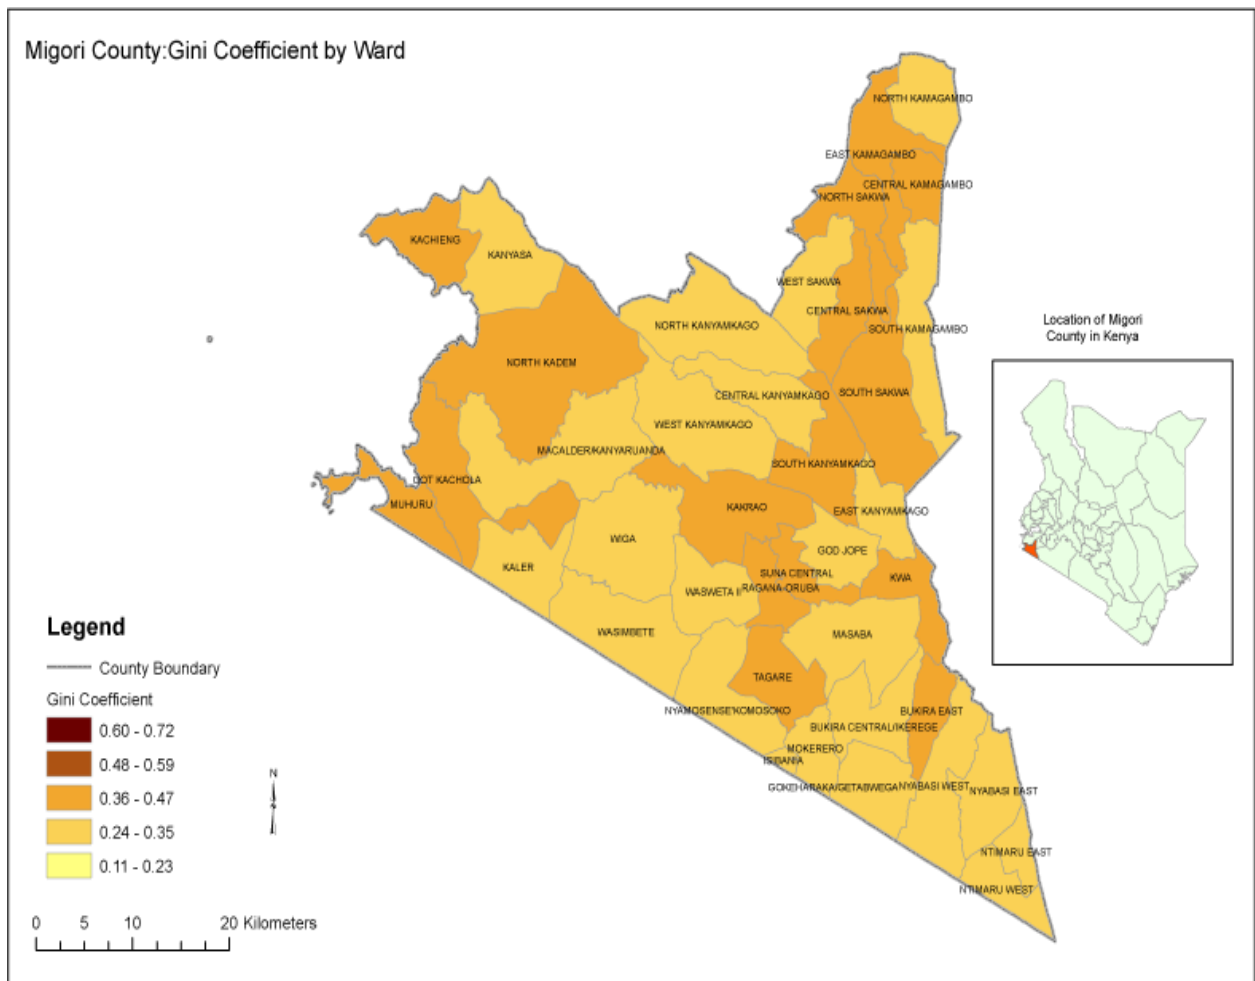 Migori County:Gini Coefficient by Ward
NORTH KAMAGAMBO
EAST KAMAGAMBO
CENTRAL KAMAGAMBO
NORTH SAKWA
KACHIENG
KANYASA
WEST SAKWA
CENTRAL SAKWA
NORTH KANYAMKAGO
SOUTH KAMAGAMBO
Location of Migori
County in Kenya
NORTH KADEM
CENTRAL KANYAMKAGO
SOUTH SAKWA
WEST KANYAMKAGO
MACALDER/KANYARUANDA
SOUTH KANYAMKAGO
GOT KACHOLA
MUHURU
KAKRAO
EAST KANYAMKAGO
WIGA
GOD JOPE
KALER
SUNA CENTRAL
KWA
RAGANA-ORUBA
WASWETA II
WASIMBETE
MASABA
TAGARE
NYAMOSENSE'KOMOSOKO
BUKIRA EAST
BUKIRA CENTRAL/IKEREGE
MOKERERO
ISIBANIA
GOKEHARAKA/GETABWEGA
NYABASI WEST
NYABASI EAST
NTIMARU EAST
NTIMARU WEST
Legend
County Boundary
Gini Coefficient
0.60 - 0.72
0.48 - 0.59
0.36 - 0.47
0.24 - 0.35
0.11 - 0.23
N
0 5 10 20 Kilometers